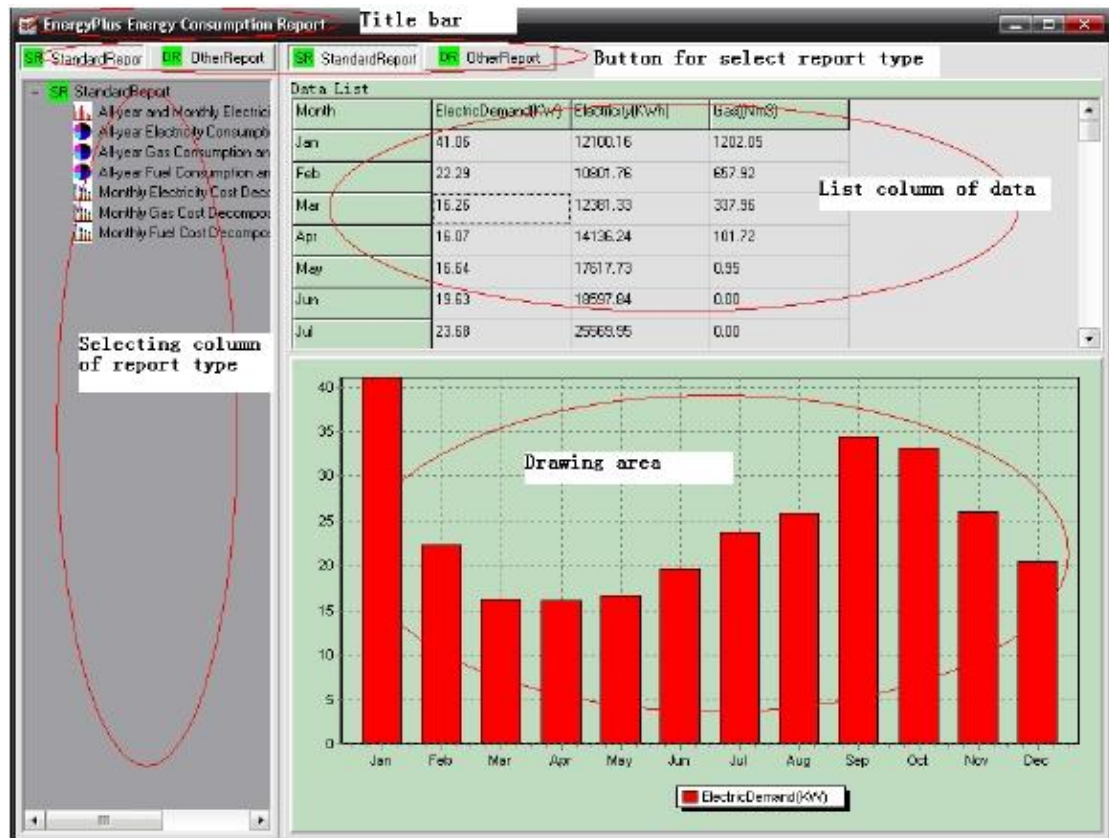 EnergyPlus Energy Consumption Report
Title bar
SR StandardRepor
OR OtherReport
SR StandardReport
OR OtherReport
Button for select report type
SR StandardReport
All-year and Monthly Electrici
All-year Electricity Consumpti
All-year Gas Consumption an
All-year Fuel Consumption an
Monthly Electricity Cost Deco
Monthly Gas Cost Decompos
Monthly Fuel Cost Decompos
Selecting column
of report type
Data List
Month ElectricDemand(KW) Electricity(KWh) Gas(Nm3)
Jan 41.06 12100.16 1202.05
Feb 22.29 10801.76 657.92
Mar 16.26 12381.33 337.96
Apr 16.07 14136.24 101.72
May 16.64 17617.73 0.95
Jun 19.63 18597.84 0.00
Jul 23.68 25569.95 0.00
List column of data
Drawing area
40
35
30
25
20
15
10
5
0
Jan Feb Mar Apr May Jun Jul Aug Sep Oct Nov Dec
ElectricDemand(KW)